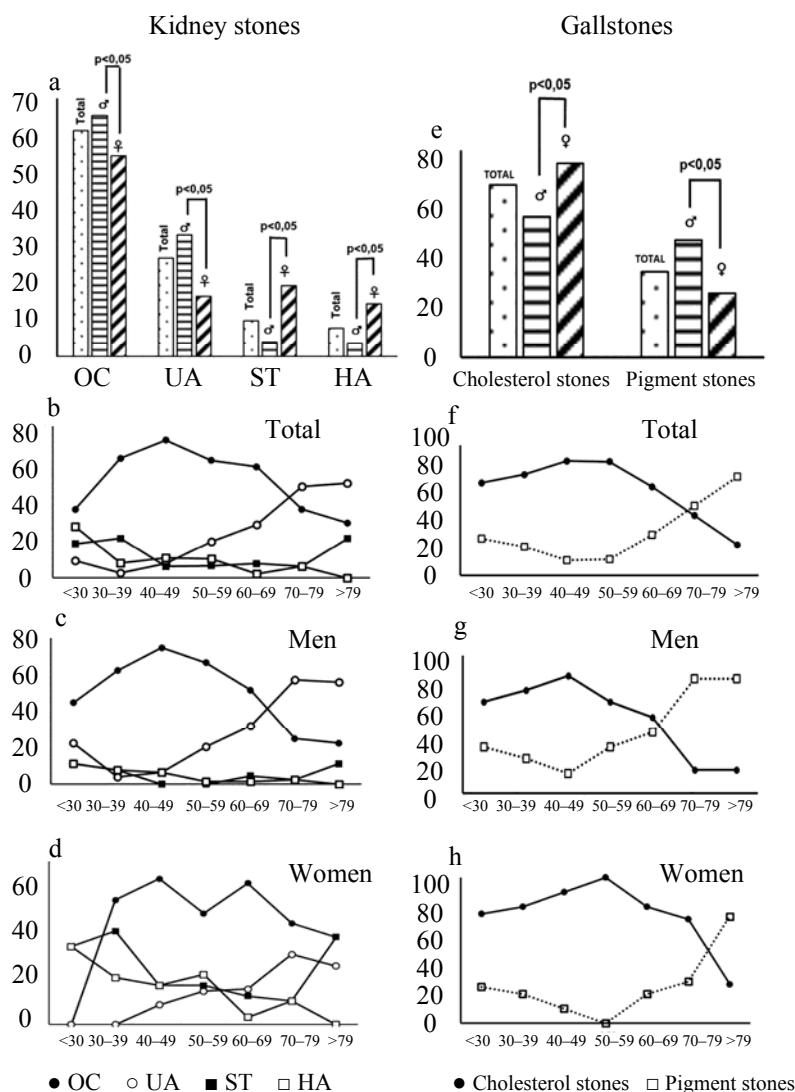 Kidney stones
Gallstones
a
p<0,05
70
60
50
40
30
20
10
0
Total
♂
♀
p<0,05
Total
♂
♀
p<0,05
Total
♂
♀
p<0,05
Total
♂
♀
OC UA ST HA
e
p<0,05
80
60
40
20
0
TOTAL
♂
♀
p<0,05
TOTAL
♂
♀
Cholesterol stones Pigment stones
b
Total
80
60
40
20
0
<30 30–39 40–49 50–59 60–69 70–79 >79
f
Total
100
80
60
40
20
0
<30 30–39 40–49 50–59 60–69 70–79 >79
c
Men
80
60
40
20
0
<30 30–39 40–49 50–59 60–69 70–79 >79
g
Men
100
80
60
40
20
0
<30 30–39 40–49 50–59 60–69 70–79 >79
d
Women
60
40
20
0
<30 30–39 40–49 50–59 60–69 70–79 >79
h
Women
100
80
60
40
20
0
<30 30–39 40–49 50–59 60–69 70–79 >79
OC UA ST HA
Cholesterol stones Pigment stones